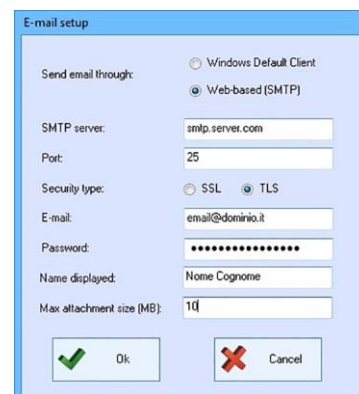 E-mail setup
Send email through:
Windows Default Client
Web-based (SMTP)
SMTP server: smtp.server.com
Port: 25
Security type: SSL TLS
E-mail: email@dominio.it
Password: ●●●●●●●●●●●●●●●●
Name displayed: Nome Cognome
Max attachment size (MB): 10
Ok Cancel